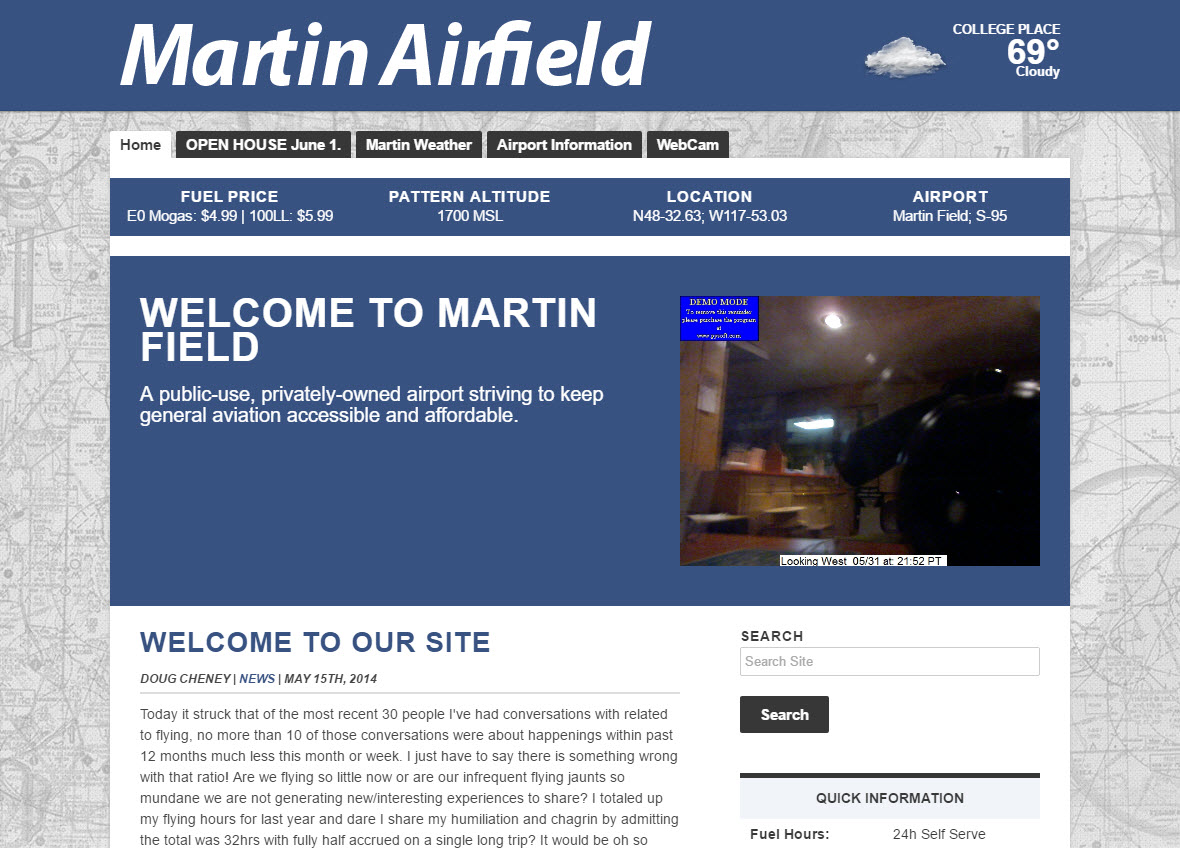 Martin Airfield
COLLEGE PLACE
69°
Cloudy
Home
OPEN HOUSE June 1.
Martin Weather
Airport Information
WebCam
FUEL PRICE
E0 Mogas: $4.99 | 100LL: $5.99
PATTERN ALTITUDE
1700 MSL
LOCATION
N48-32.63; W117-53.03
AIRPORT
Martin Field; S-95
WELCOME TO MARTIN
FIELD
A public-use, privately-owned airport striving to keep
general aviation accessible and affordable.
DEMO MODE
To remove this reminder
please purchase the program
at
www.pysoft.com
Looking West 05/31 at: 21:52 PT
WELCOME TO OUR SITE
DOUG CHENEY | NEWS | MAY 15TH, 2014
Today it struck that of the most recent 30 people I've had conversations with related
to flying, no more than 10 of those conversations were about happenings within past
12 months much less this month or week. I just have to say there is something wrong
with that ratio! Are we flying so little now or are our infrequent flying jaunts so
mundane we are not generating new/interesting experiences to share? I totaled up
my flying hours for last year and dare I share my humiliation and chagrin by admitting
the total was 32hrs with fully half accrued on a single long trip? It would be oh so
SEARCH
Search Site
Search
QUICK INFORMATION
Fuel Hours: 24h Self Serve
4500 MSL